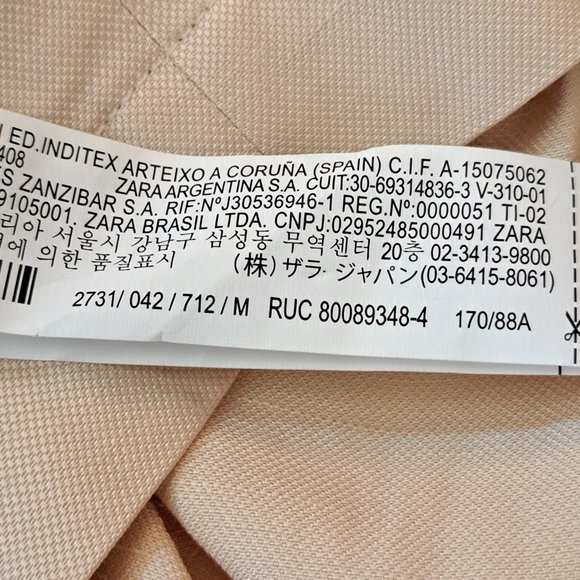 ED.INDITEX ARTEIXO A CORUÑA (SPAIN) C.I.F. A-15075062
408 ZARA ARGENTINA S.A. CUIT:30-69314836-3 V-310-01
ZANZIBAR S.A. RIF:NºJ30536946-1 REG.Nº:0000051 TI-02
9105001. ZARA BRASIL LTDA. CNPJ:02952485000491 ZARA
리아 서울시 강남구 삼성동 무역센터 20층 02-3413-9800
에 의한 품질표시 (株) ザラ・ジャパン(03-6415-8061)
2731/ 042 / 712 / M RUC 80089348-4 170/88A